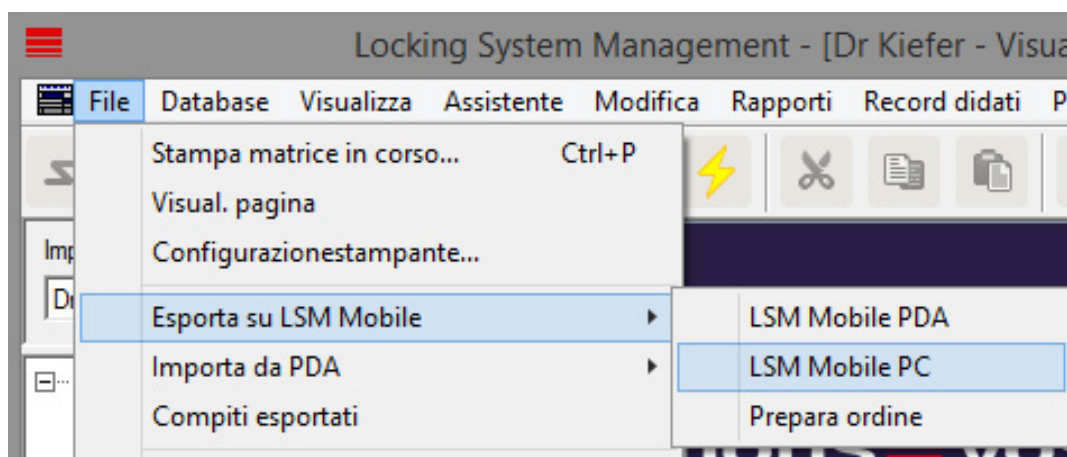 Locking System Management - [Dr Kiefer - Visua
File Database Visualizza Assistente Modifica Rapporti Record didati P
Stampa matrice in corso... Ctrl+P
Visual. pagina
Configurazionestampante...
Imp
Dr
Esporta su LSM Mobile
LSM Mobile PDA
Importa da PDA
LSM Mobile PC
Compiti esportati
Prepara ordine